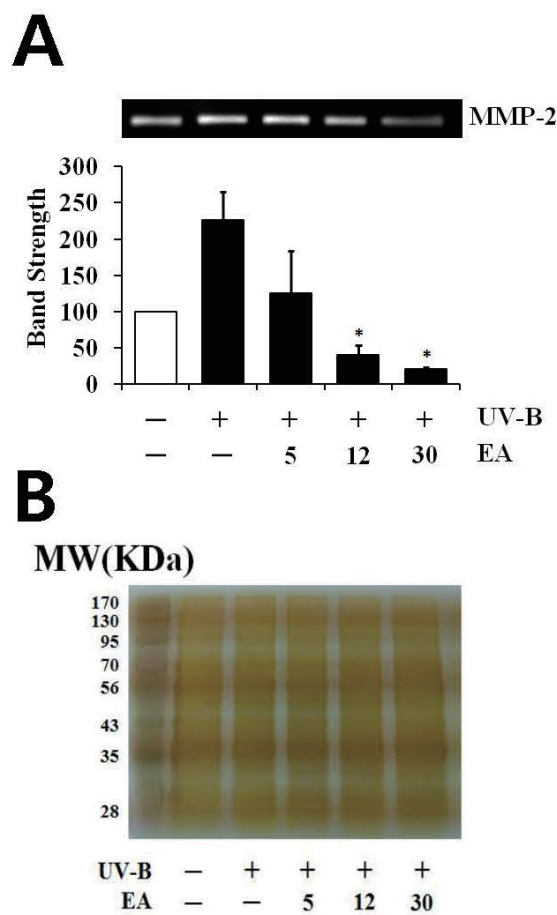 A
MMP-2
300
250
200
150
100
50
0
Band Strength
* *
– + + + + UV-B
– – 5 12 30 EA
B
MW(KDa)
170
130
95
70
56
43
35
28
UV-B – + + + +
EA – – 5 12 30